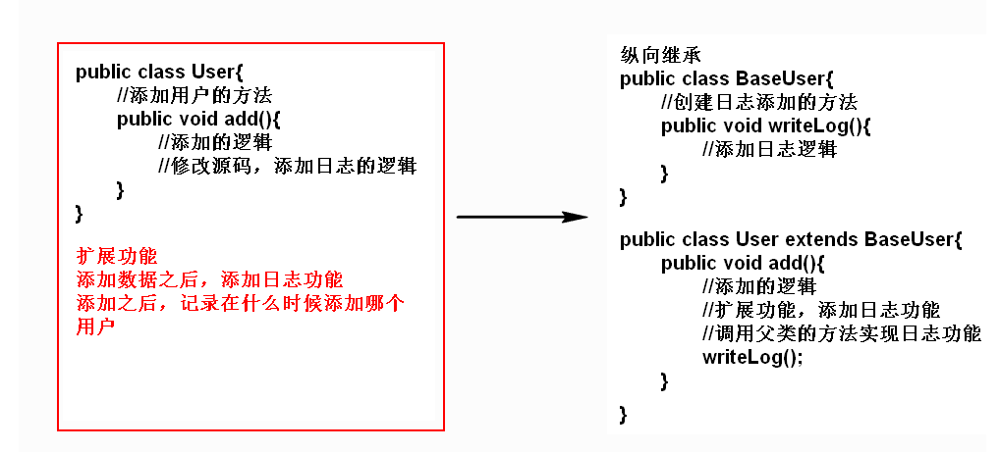 public class User{
//添加用户的方法
public void add(){
//添加的逻辑
//修改源码，添加日志的逻辑
}
}
扩展功能
添加数据之后，添加日志功能
添加之后，记录在什么时候添加哪个
用户
纵向继承
public class BaseUser{
//创建日志添加的方法
public void writeLog(){
//添加日志逻辑
}
}
public class User extends BaseUser{
public void add(){
//添加的逻辑
//扩展功能，添加日志功能
//调用父类的方法实现日志功能
writeLog();
}
}